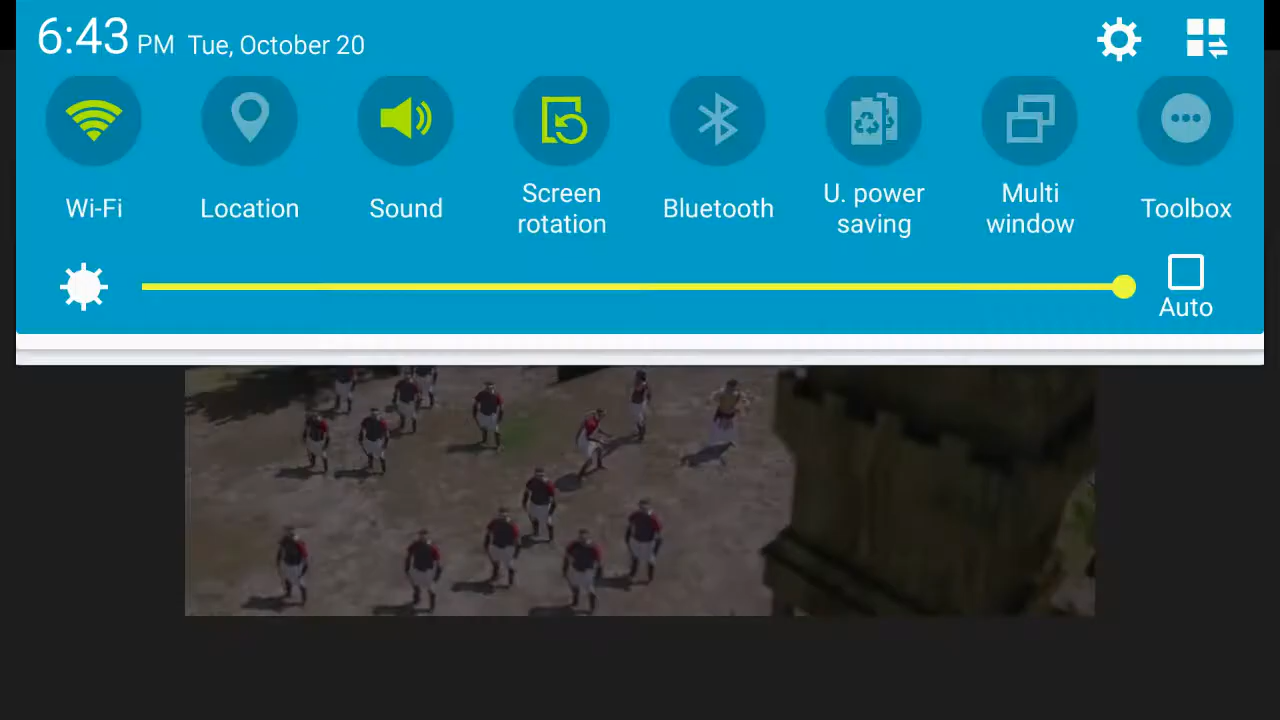 6:43 PM Tue, October 20
Wi-Fi
Location
Sound
Screen
rotation
Bluetooth
U. power
saving
Multi
window
Toolbox
Auto